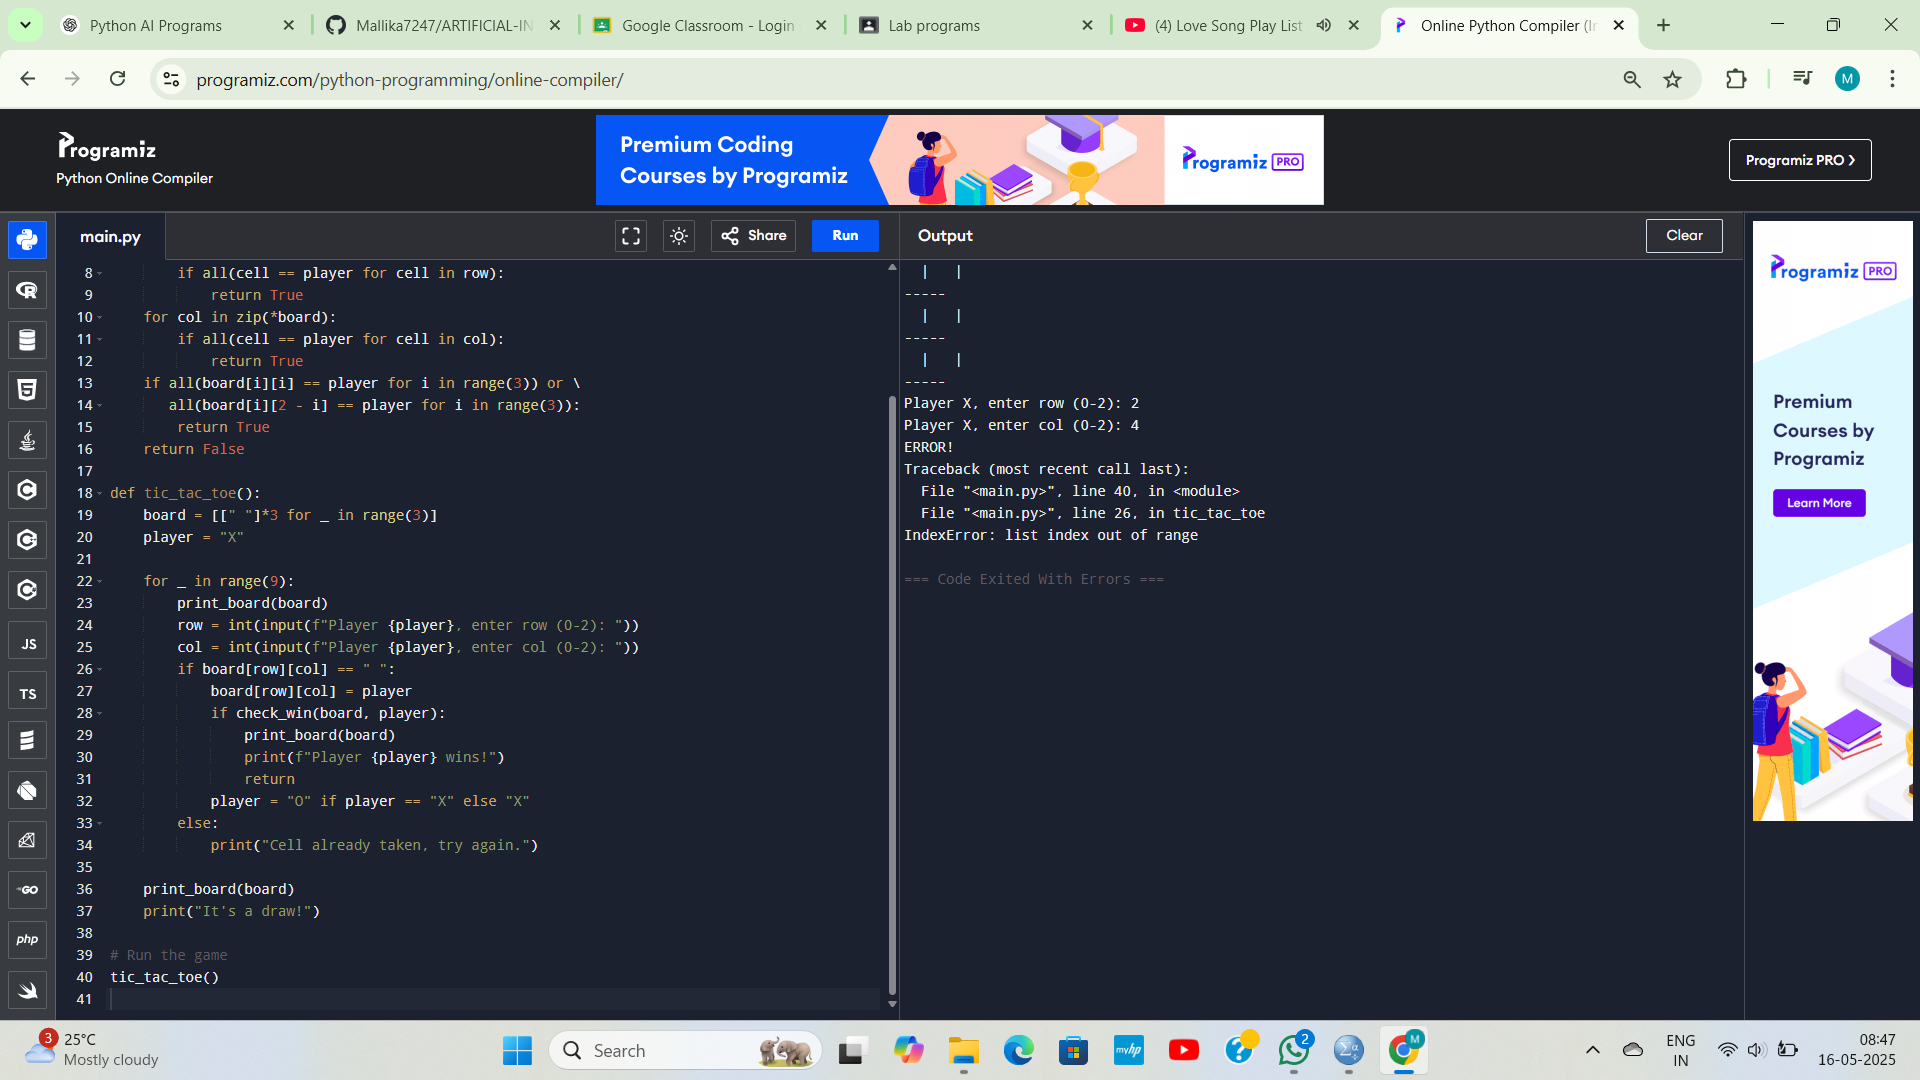 Python AI Programs
Mallika7247/ARTIFICIAL-IN
Google Classroom - Login
Lab programs
(4) Love Song Play List
Online Python Compiler (In
programiz.com/python-programming/online-compiler/
M
Programiz
Python Online Compiler
Premium Coding
Courses by Programiz
Programiz PRO
Programiz PRO ❯
main.py
Share
Run
Output
Clear
8 if all(cell == player for cell in row):
9 return True
10 for col in zip(*board):
11 if all(cell == player for cell in col):
12 return True
13 if all(board[i][i] == player for i in range(3)) or \
14 all(board[i][2 - i] == player for i in range(3)):
15 return True
16 return False
17
18 def tic_tac_toe():
19 board = [[" "]*3 for _ in range(3)]
20 player = "X"
21
22 for _ in range(9):
23 print_board(board)
24 row = int(input(f"Player {player}, enter row (0-2): "))
25 col = int(input(f"Player {player}, enter col (0-2): "))
26 if board[row][col] == " ":
27 board[row][col] = player
28 if check_win(board, player):
29 print_board(board)
30 print(f"Player {player} wins!")
31 return
32 player = "O" if player == "X" else "X"
33 else:
34 print("Cell already taken, try again.")
35
36 print_board(board)
37 print("It's a draw!")
38
39 # Run the game
40 tic_tac_toe()
41
| |
-----
| |
-----
| |
-----
Player X, enter row (0-2): 2
Player X, enter col (0-2): 4
ERROR!
Traceback (most recent call last):
File "<main.py>", line 40, in <module>
File "<main.py>", line 26, in tic_tac_toe
IndexError: list index out of range
=== Code Exited With Errors ===
Programiz PRO
Premium
Courses by
Programiz
Learn More
R
JS
TS
GO
php
3
25°C
Mostly cloudy
Search
myhp
2
M
ENG
IN
08:47
16-05-2025